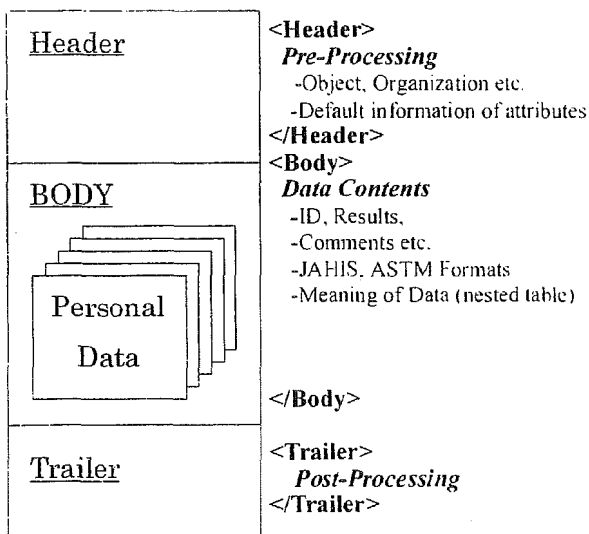 Header
<Header>
Pre-Processing
-Object, Organization etc.
-Default information of attributes
</Header>
BODY
Personal
Data
<Body>
Data Contents
-ID, Results,
-Comments etc.
-JAHIS, ASTM Formats
-Meaning of Data (nested table)
</Body>
Trailer
<Trailer>
Post-Processing
</Trailer>